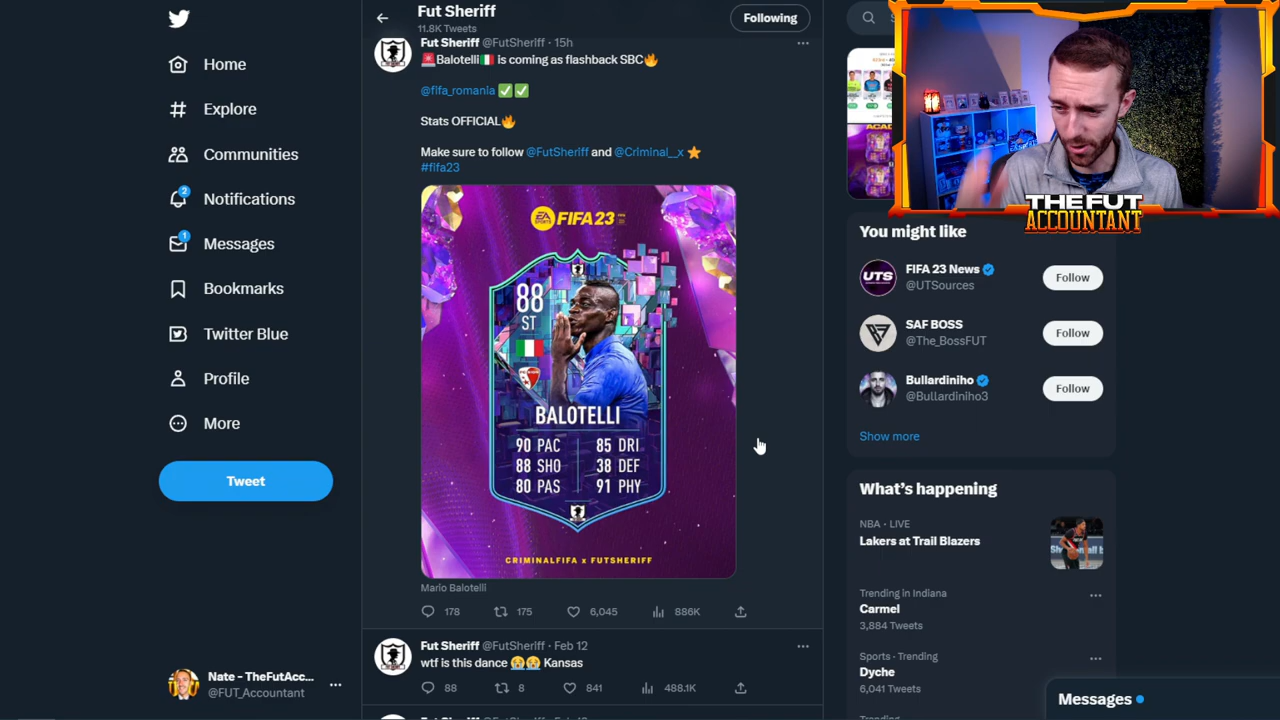 Fut Sheriff
11.8K Tweets
Following
Home
Explore
Communities
2
Notifications
1
Messages
Bookmarks
Twitter Blue
Profile
More
Tweet
Nate - TheFutAcc...
@FUT_Accountant
Fut Sheriff @FutSheriff · 15h
🚨Balotelli🇮🇹 is coming as flashback SBC🔥
@fifa_romania ✅✅
Stats OFFICIAL🔥
Make sure to follow @FutSheriff and @Criminal__x ⭐
#fifa23
EA SPORTS FIFA 23
88
ST
BALOTELLI
90 PAC 85 DRI
88 SHO 38 DEF
80 PAS 91 PHY
CRIMINALFIFA x FUTSHERIFF
Mario Balotelli
178 175 6,045 886K
Fut Sheriff @FutSheriff · Feb 12
wtf is this dance 😭😭 Kansas
88 8 841 488.1K
THE FUT
ACCOUNTANT
You might like
UTS
FIFA 23 News
@UTSources
Follow
SAF BOSS
@The_BossFUT
Follow
Bullardiniho
@Bullardiniho3
Follow
Show more
What's happening
NBA · LIVE
Lakers at Trail Blazers
Trending in Indiana
Carmel
3,884 Tweets
Sports · Trending
Dyche
6,041 Tweets
Messages